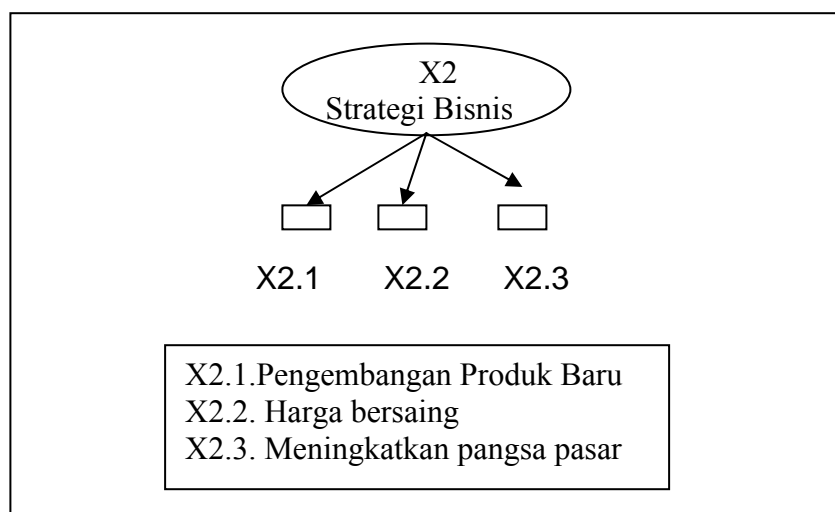 X2
Strategi Bisnis
X2.1 X2.2 X2.3
X2.1.Pengembangan Produk Baru
X2.2. Harga bersaing
X2.3. Meningkatkan pangsa pasar